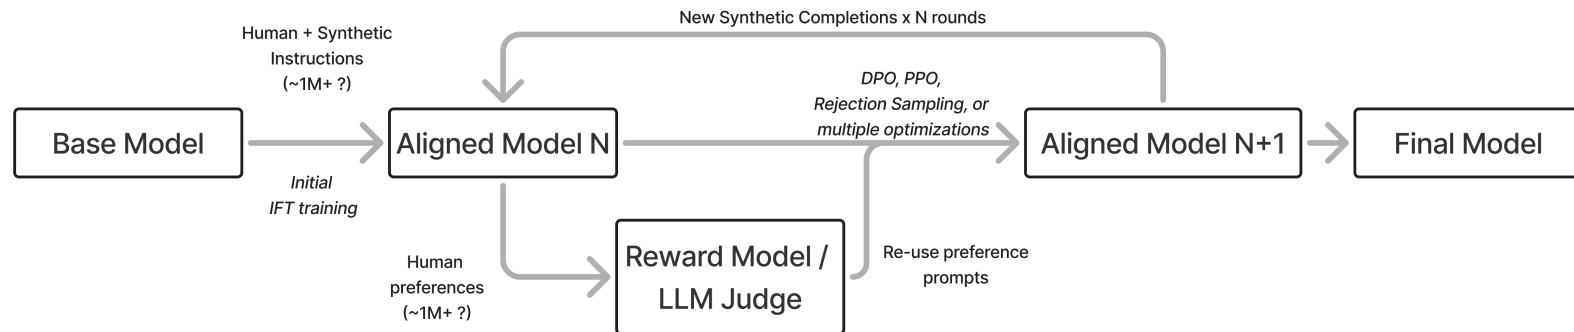 New Synthetic Completions x N rounds
Human + Synthetic
Instructions
(~1M+ ?)
DPO, PPO,
Rejection Sampling, or
multiple optimizations
Base Model
Aligned Model N
Aligned Model N+1
Final Model
Initial
IFT training
Human
preferences
(~1M+ ?)
Reward Model /
LLM Judge
Re-use preference
prompts